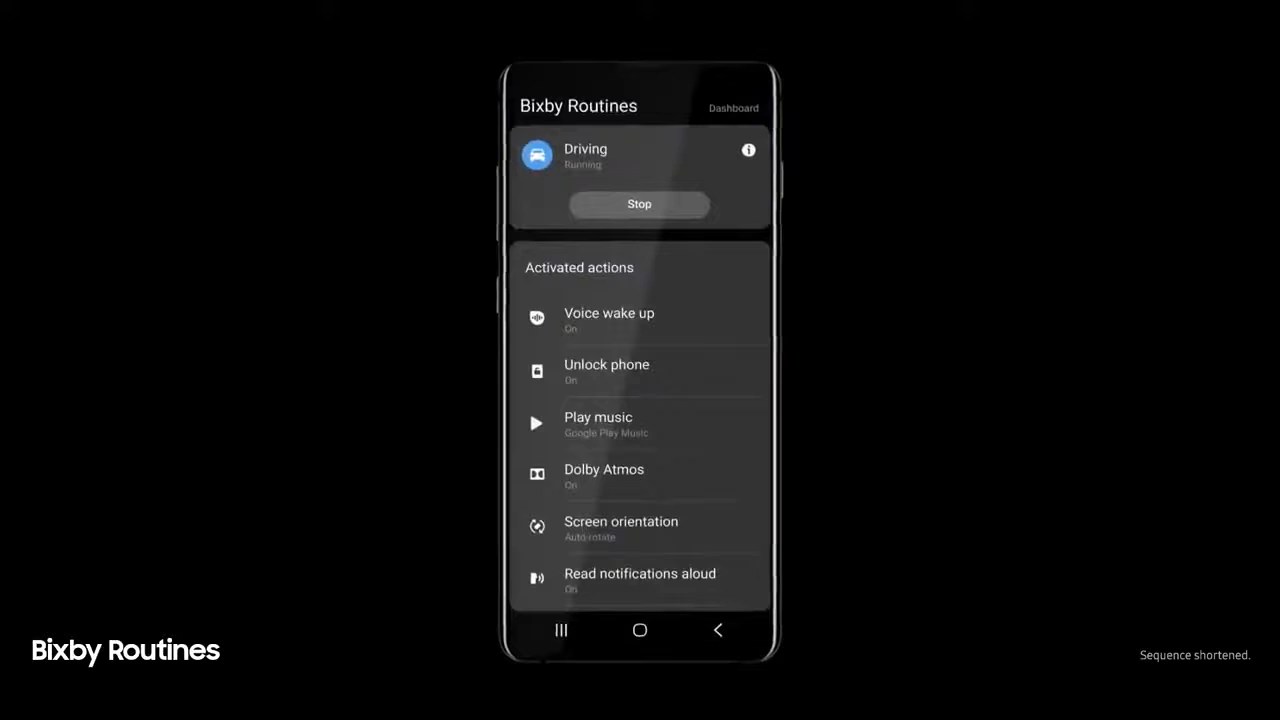 Bixby Routines
Dashboard
Driving
Running
Stop
Activated actions
Voice wake up
On
Unlock phone
On
Play music
Google Play Music
Dolby Atmos
On
Screen orientation
Auto rotate
Read notifications aloud
On
Bixby Routines
Sequence shortened.